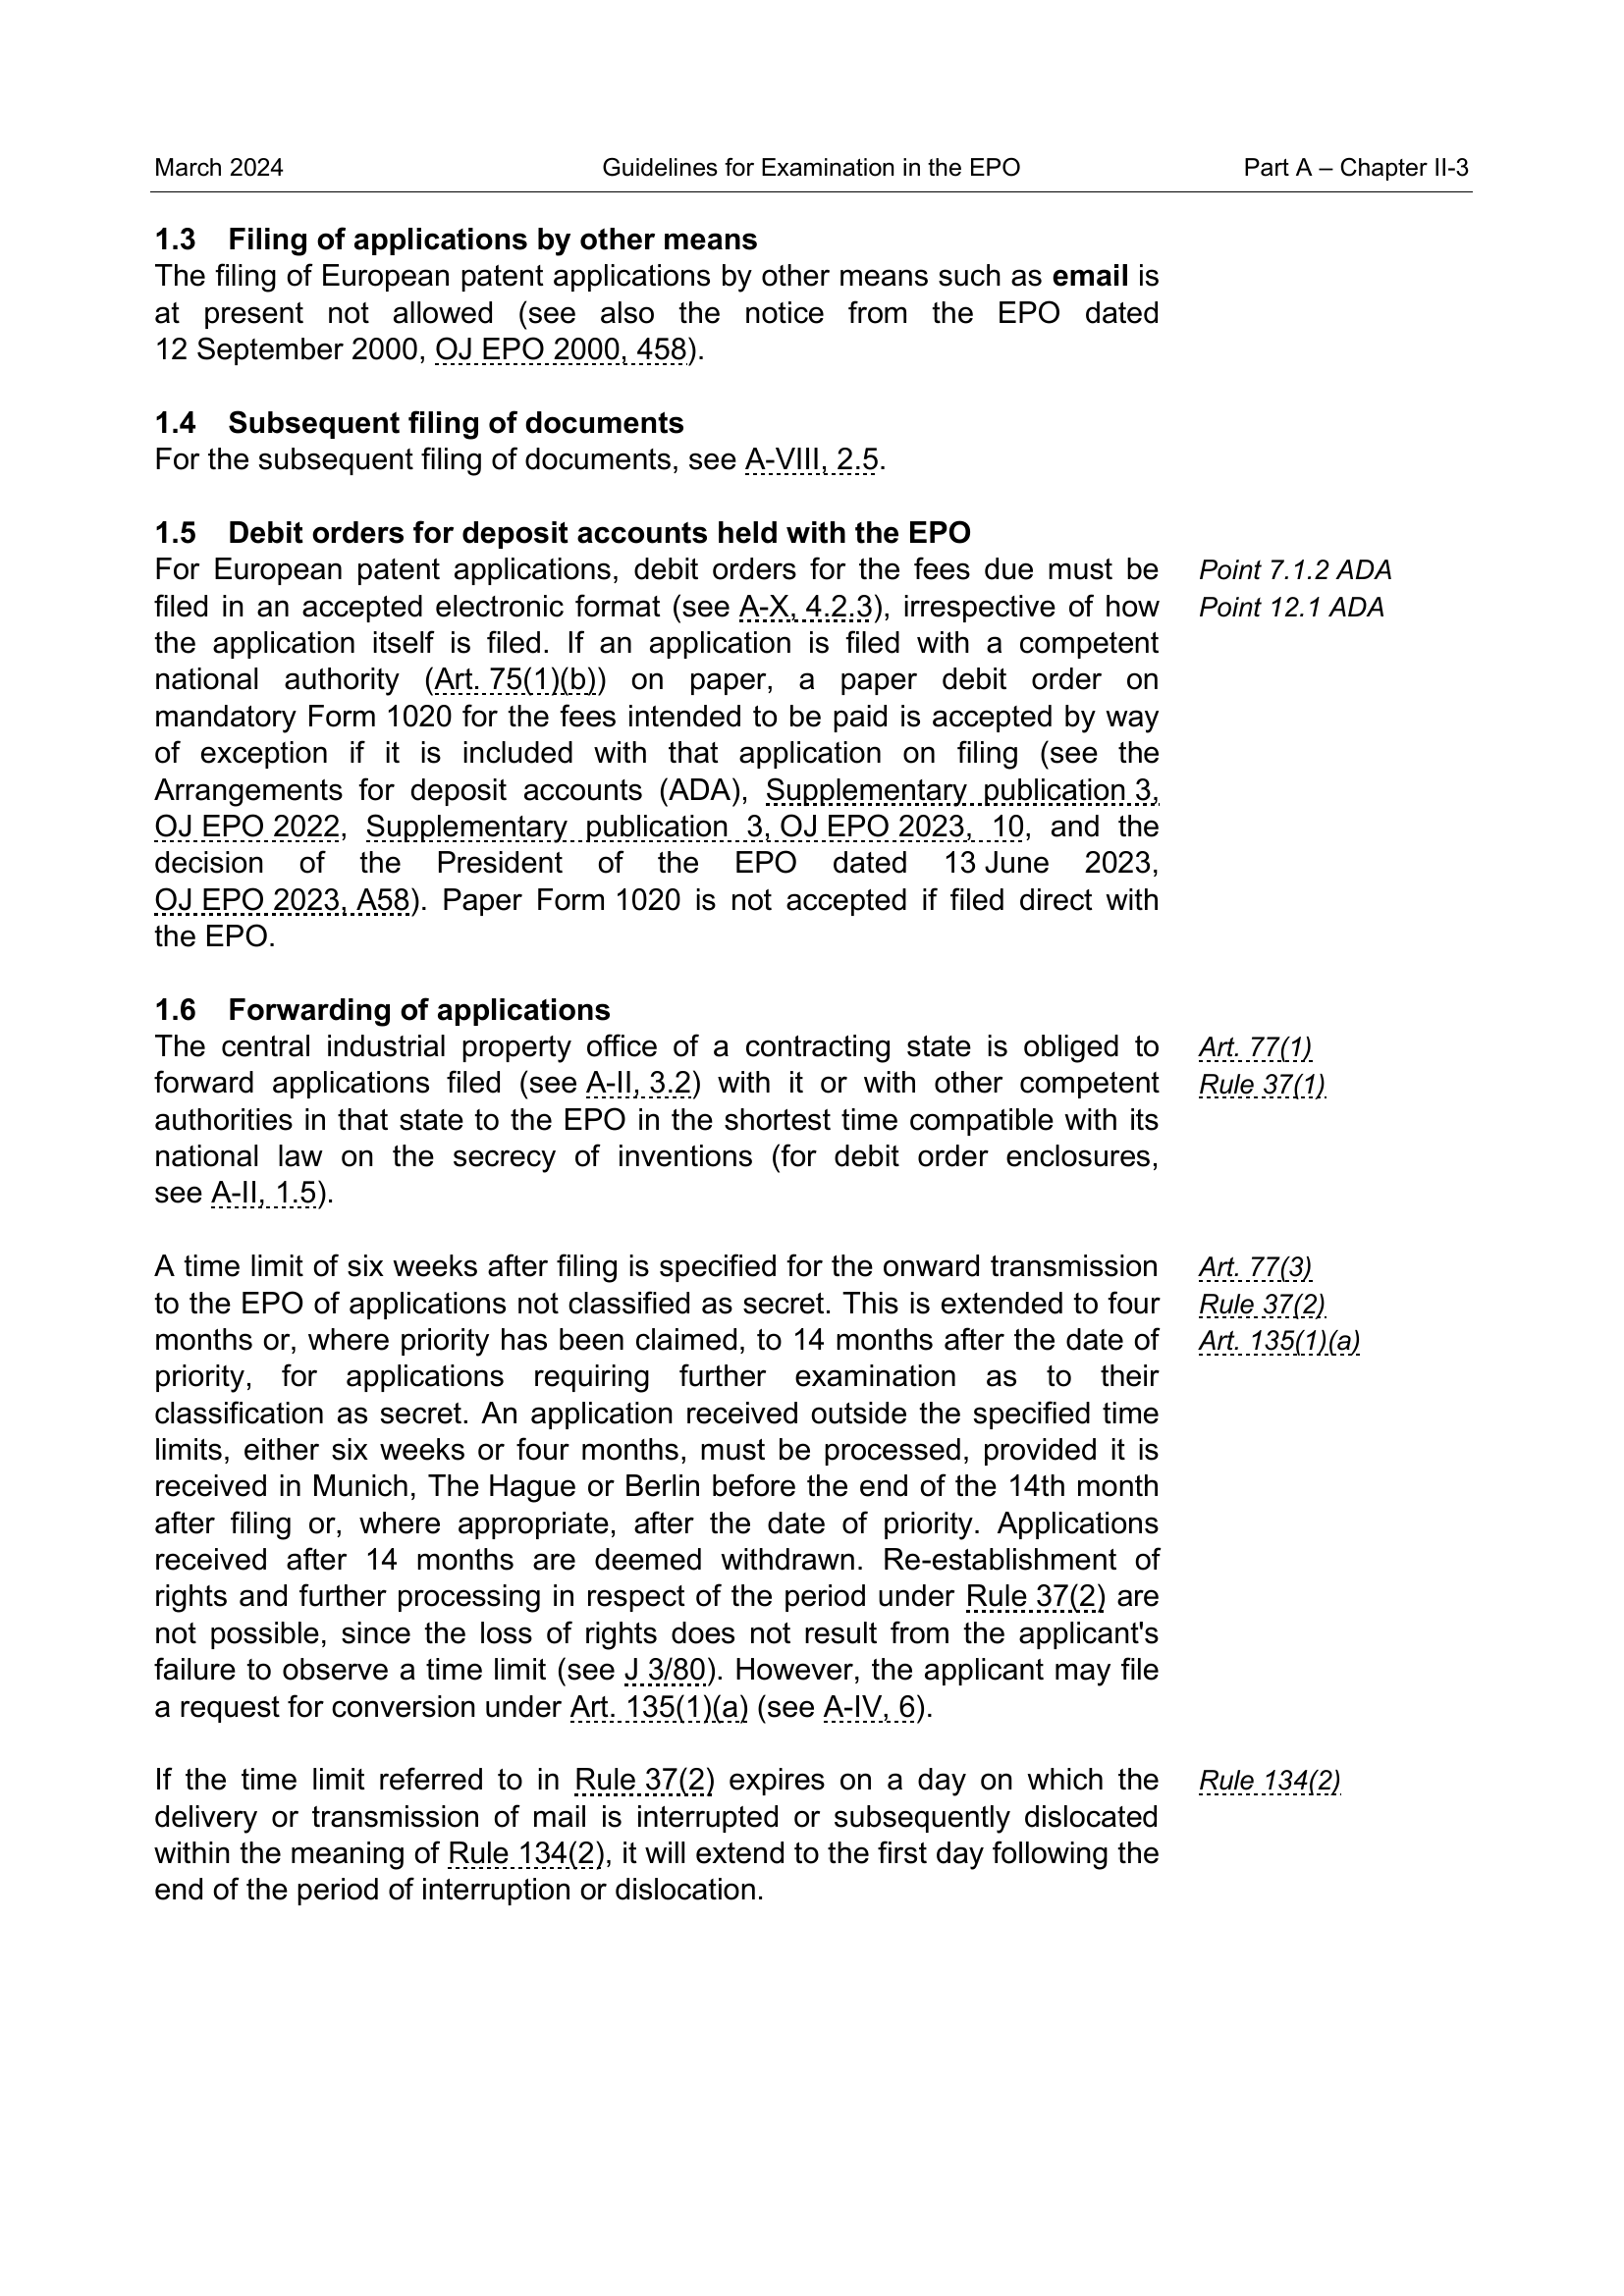 March 2024 Guidelines for Examination in the EPO Part A – Chapter II-3
1.3 Filing of applications by other means
The filing of European patent applications by other means such as email is
at present not allowed (see also the notice from the EPO dated
12 September 2000, OJ EPO 2000, 458).
1.4 Subsequent filing of documents
For the subsequent filing of documents, see A-VIII, 2.5.
1.5 Debit orders for deposit accounts held with the EPO
For European patent applications, debit orders for the fees due must be
filed in an accepted electronic format (see A-X, 4.2.3), irrespective of how
the application itself is filed. If an application is filed with a competent
national authority (Art. 75(1)(b)) on paper, a paper debit order on
mandatory Form 1020 for the fees intended to be paid is accepted by way
of exception if it is included with that application on filing (see the
Arrangements for deposit accounts (ADA), Supplementary publication 3,
OJ EPO 2022, Supplementary publication 3, OJ EPO 2023, 10, and the
decision of the President of the EPO dated 13 June 2023,
OJ EPO 2023, A58). Paper Form 1020 is not accepted if filed direct with
the EPO.
Point 7.1.2 ADA
Point 12.1 ADA
1.6 Forwarding of applications
The central industrial property office of a contracting state is obliged to
forward applications filed (see A-II, 3.2) with it or with other competent
authorities in that state to the EPO in the shortest time compatible with its
national law on the secrecy of inventions (for debit order enclosures,
see A-II, 1.5).
Art. 77(1)
Rule 37(1)
A time limit of six weeks after filing is specified for the onward transmission
to the EPO of applications not classified as secret. This is extended to four
months or, where priority has been claimed, to 14 months after the date of
priority, for applications requiring further examination as to their
classification as secret. An application received outside the specified time
limits, either six weeks or four months, must be processed, provided it is
received in Munich, The Hague or Berlin before the end of the 14th month
after filing or, where appropriate, after the date of priority. Applications
received after 14 months are deemed withdrawn. Re-establishment of
rights and further processing in respect of the period under Rule 37(2) are
not possible, since the loss of rights does not result from the applicant's
failure to observe a time limit (see J 3/80). However, the applicant may file
a request for conversion under Art. 135(1)(a) (see A-IV, 6).
Art. 77(3)
Rule 37(2)
Art. 135(1)(a)
If the time limit referred to in Rule 37(2) expires on a day on which the
delivery or transmission of mail is interrupted or subsequently dislocated
within the meaning of Rule 134(2), it will extend to the first day following the
end of the period of interruption or dislocation.
Rule 134(2)